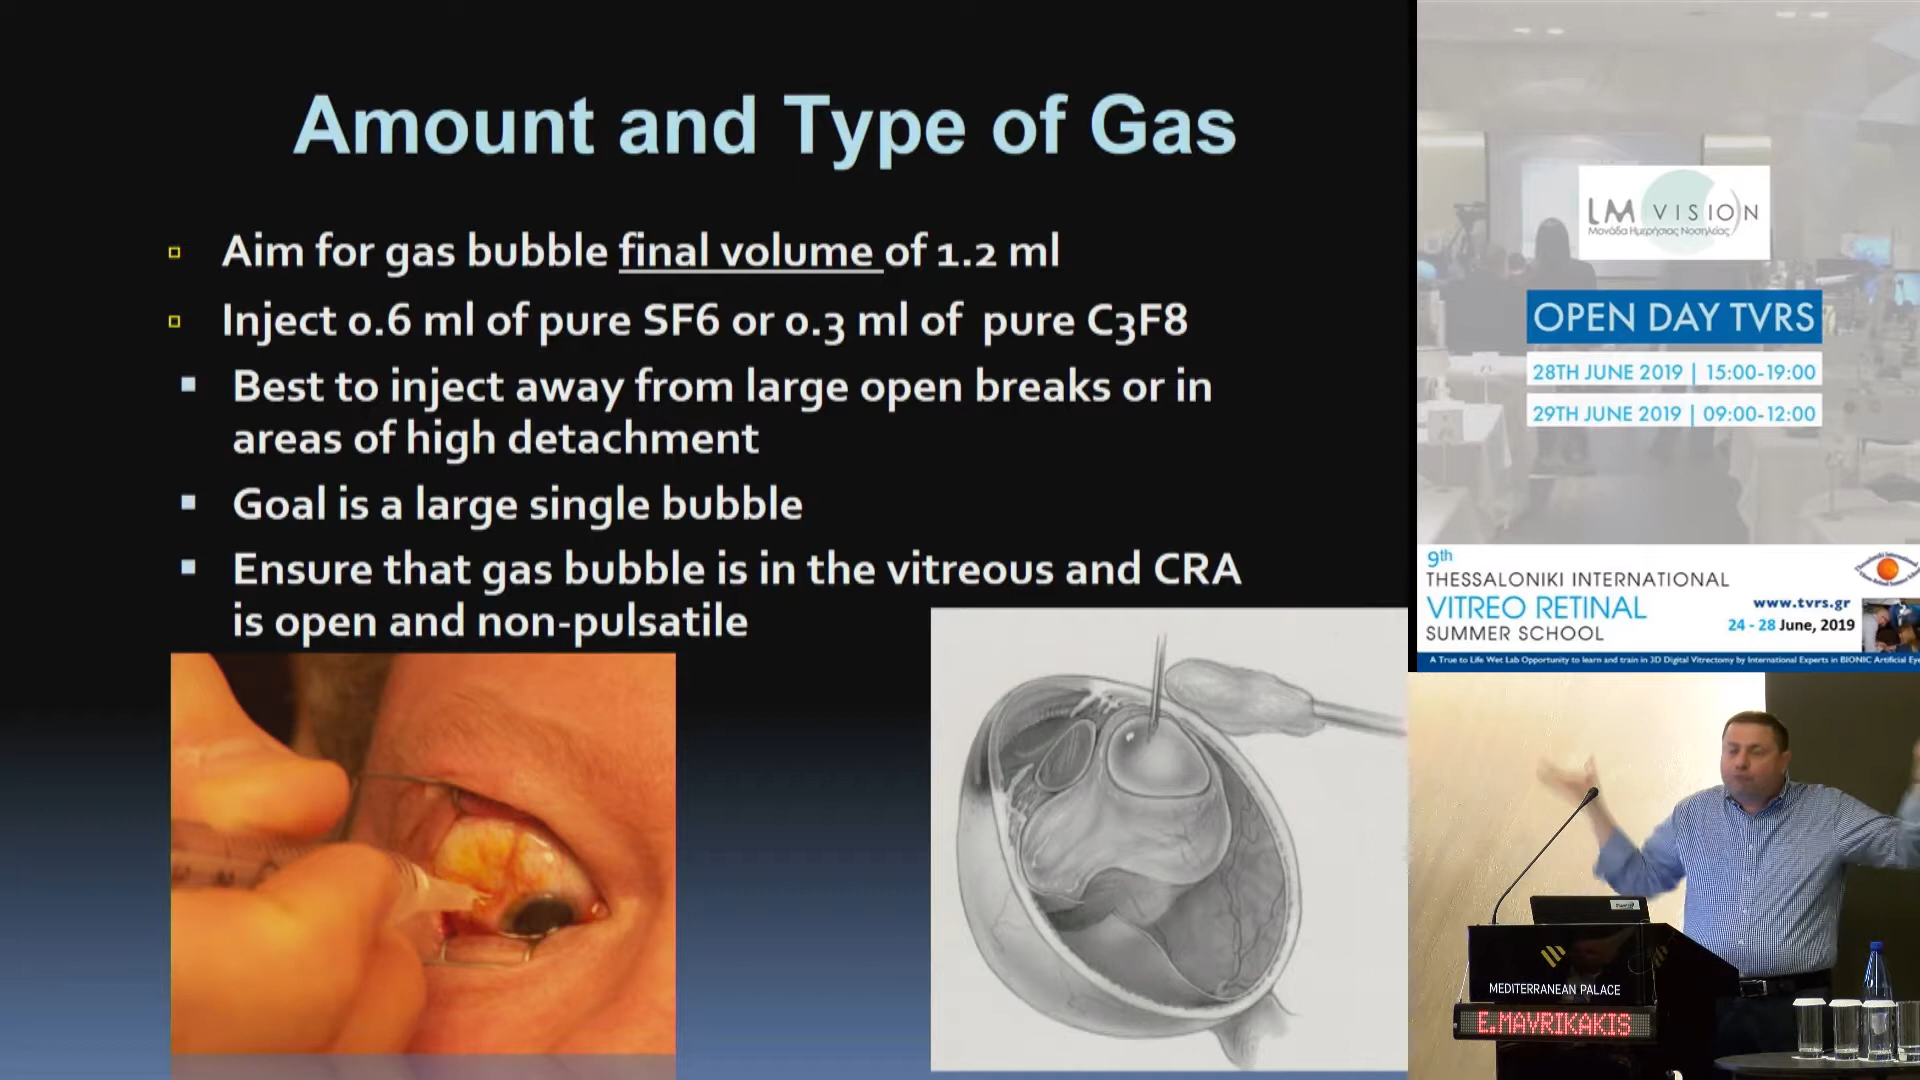 Amount and Type of Gas
Aim for gas bubble final volume of 1.2 ml
Inject 0.6 ml of pure SF6 or 0.3 ml of pure C3F8
Best to inject away from large open breaks or in
areas of high detachment
Goal is a large single bubble
Ensure that gas bubble is in the vitreous and CRA
is open and non-pulsatile
LM VISION
Μονάδα Ημερήσιας Νοσηλείας
OPEN DAY TVRS
28TH JUNE 2019 | 15:00-19:00
29TH JUNE 2019 | 09:00-12:00
9th
THESSALONIKI INTERNATIONAL
VITREO RETINAL
SUMMER SCHOOL
www.tvrs.gr
24 - 28 June, 2019
A True to Life Wet Lab Opportunity to learn and train in 3D Digital Vitrectomy by International Experts in BIONIC Artificial Eye
MEDITERRANEAN PALACE
E.MAVRIKAKIS